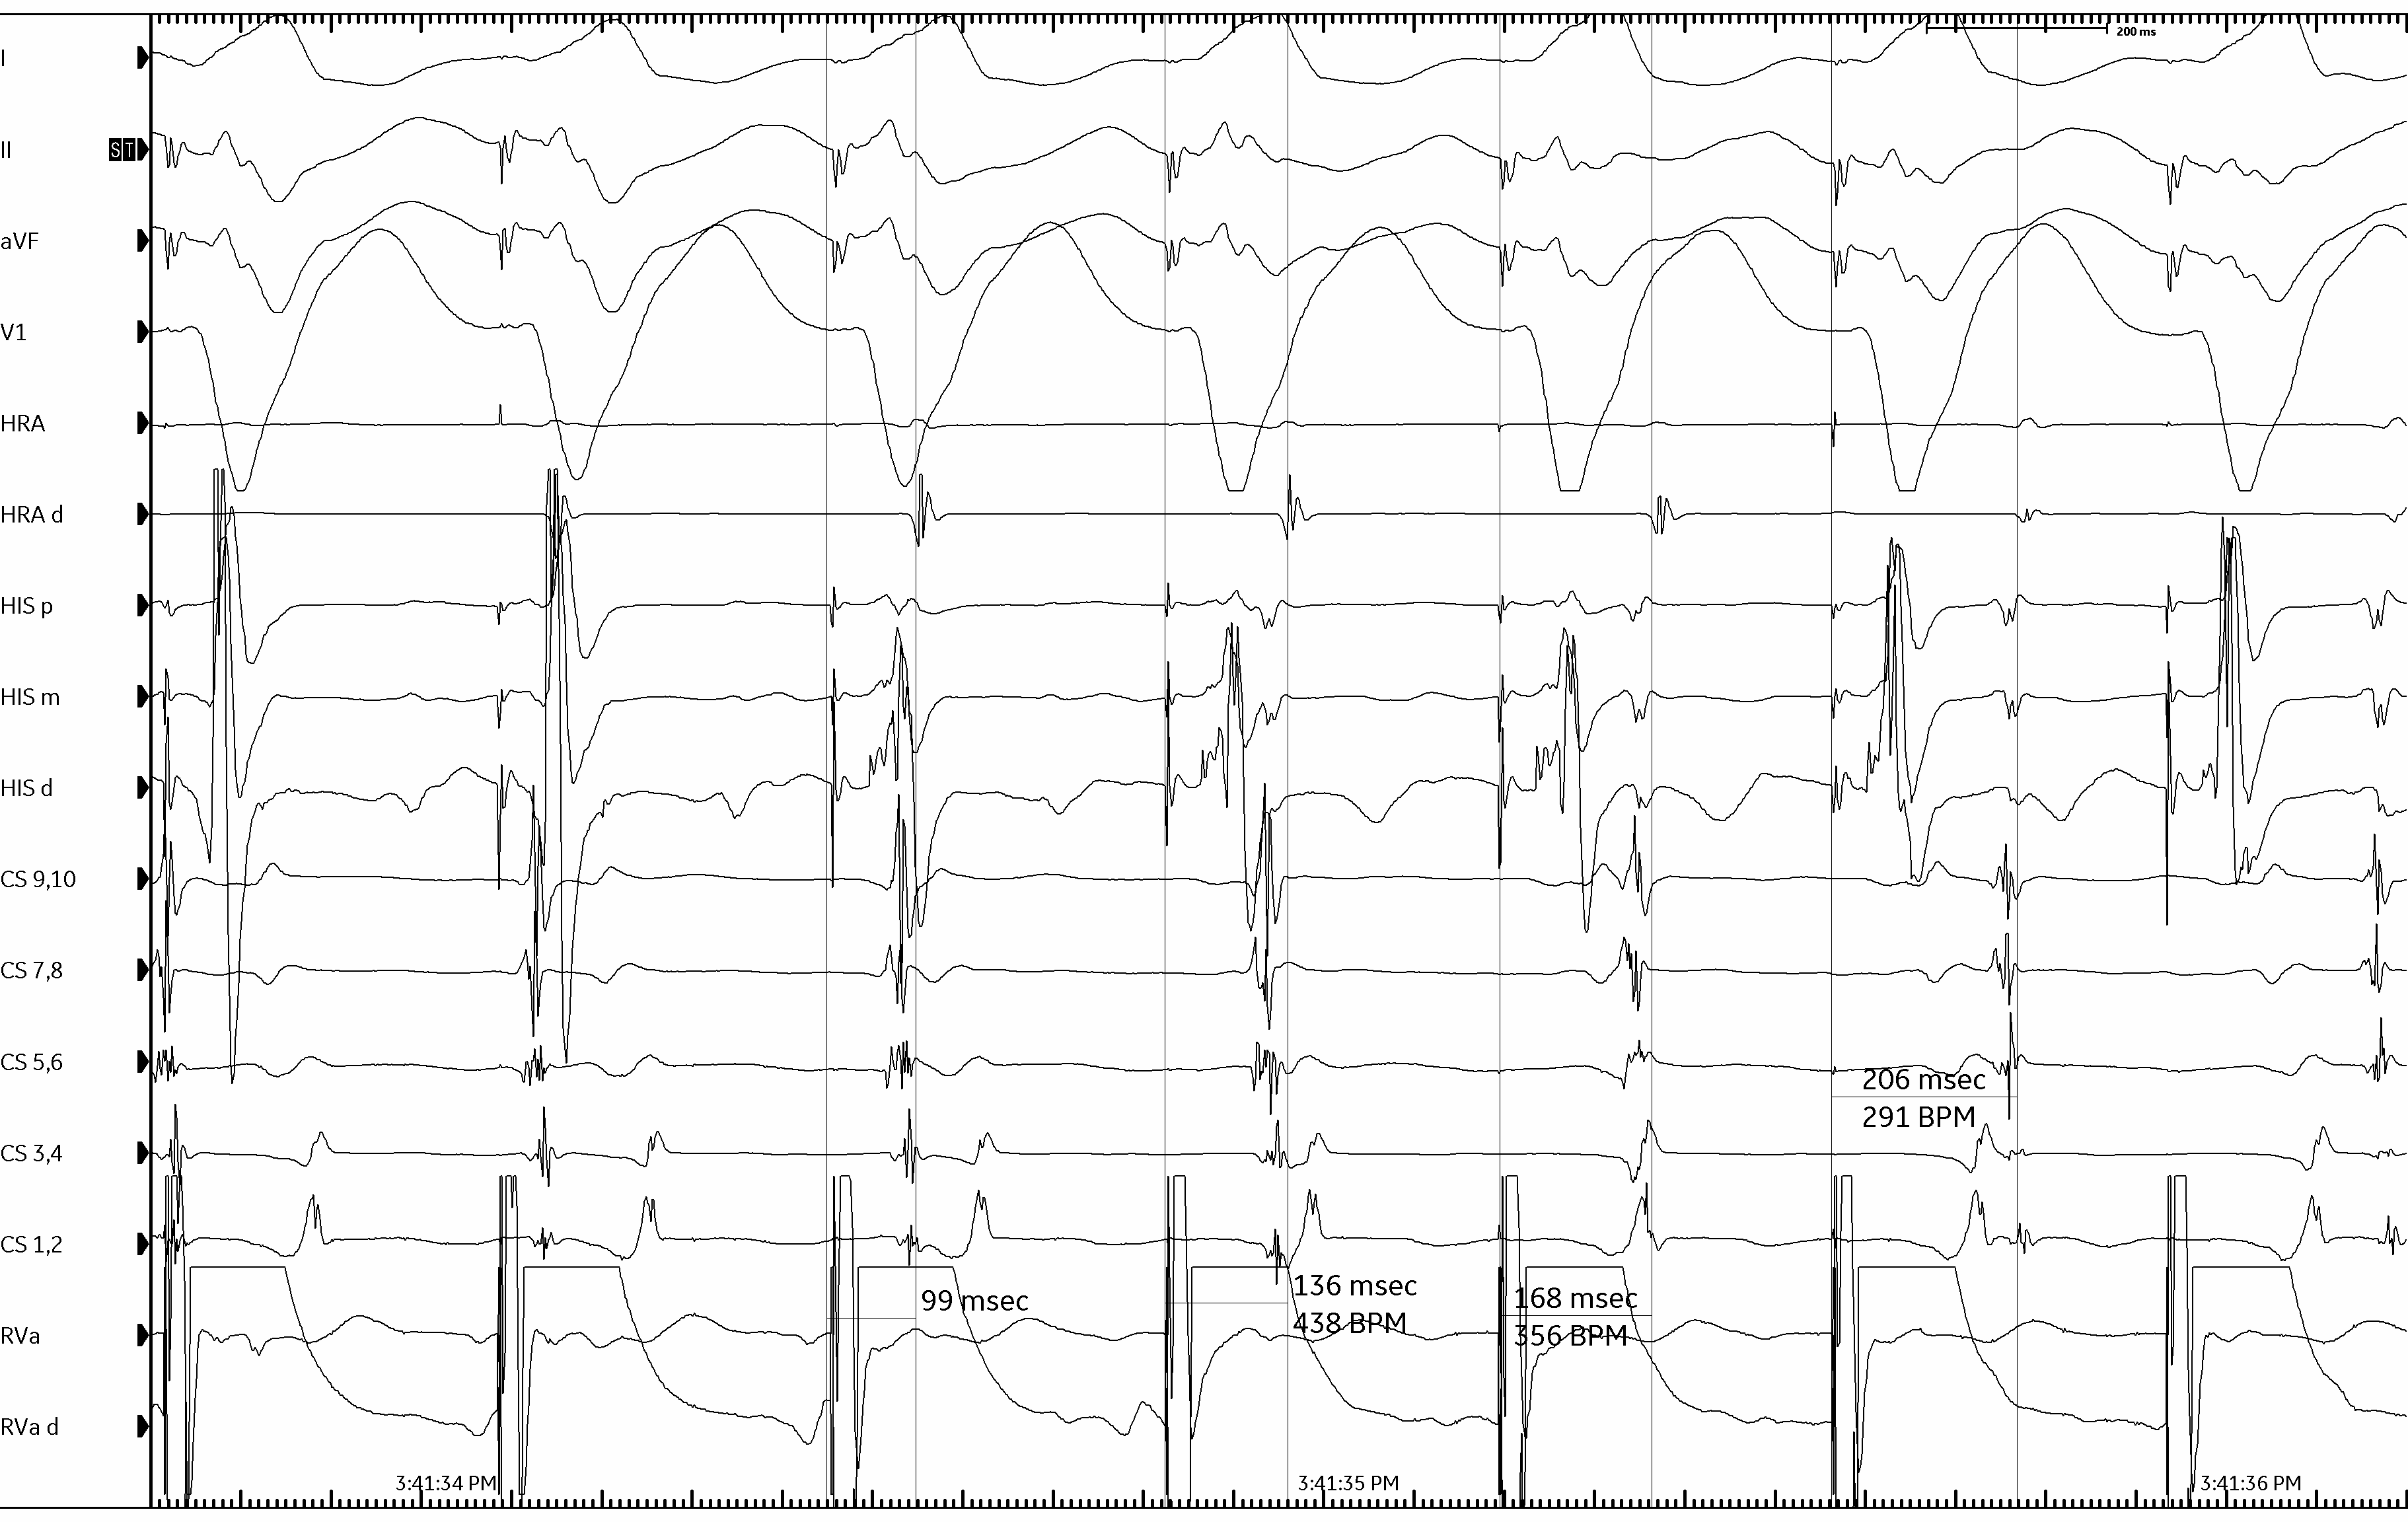 200 ms
I
II
ST
aVF
V1
HRA
HRA d
HIS p
HIS m
HIS d
CS 9,10
CS 7,8
CS 5,6
206 msec
291 BPM
CS 3,4
CS 1,2
99 msec
136 msec
438 BPM
168 msec
356 BPM
RVa
RVa d
3:41:34 PM
3:41:35 PM
3:41:36 PM